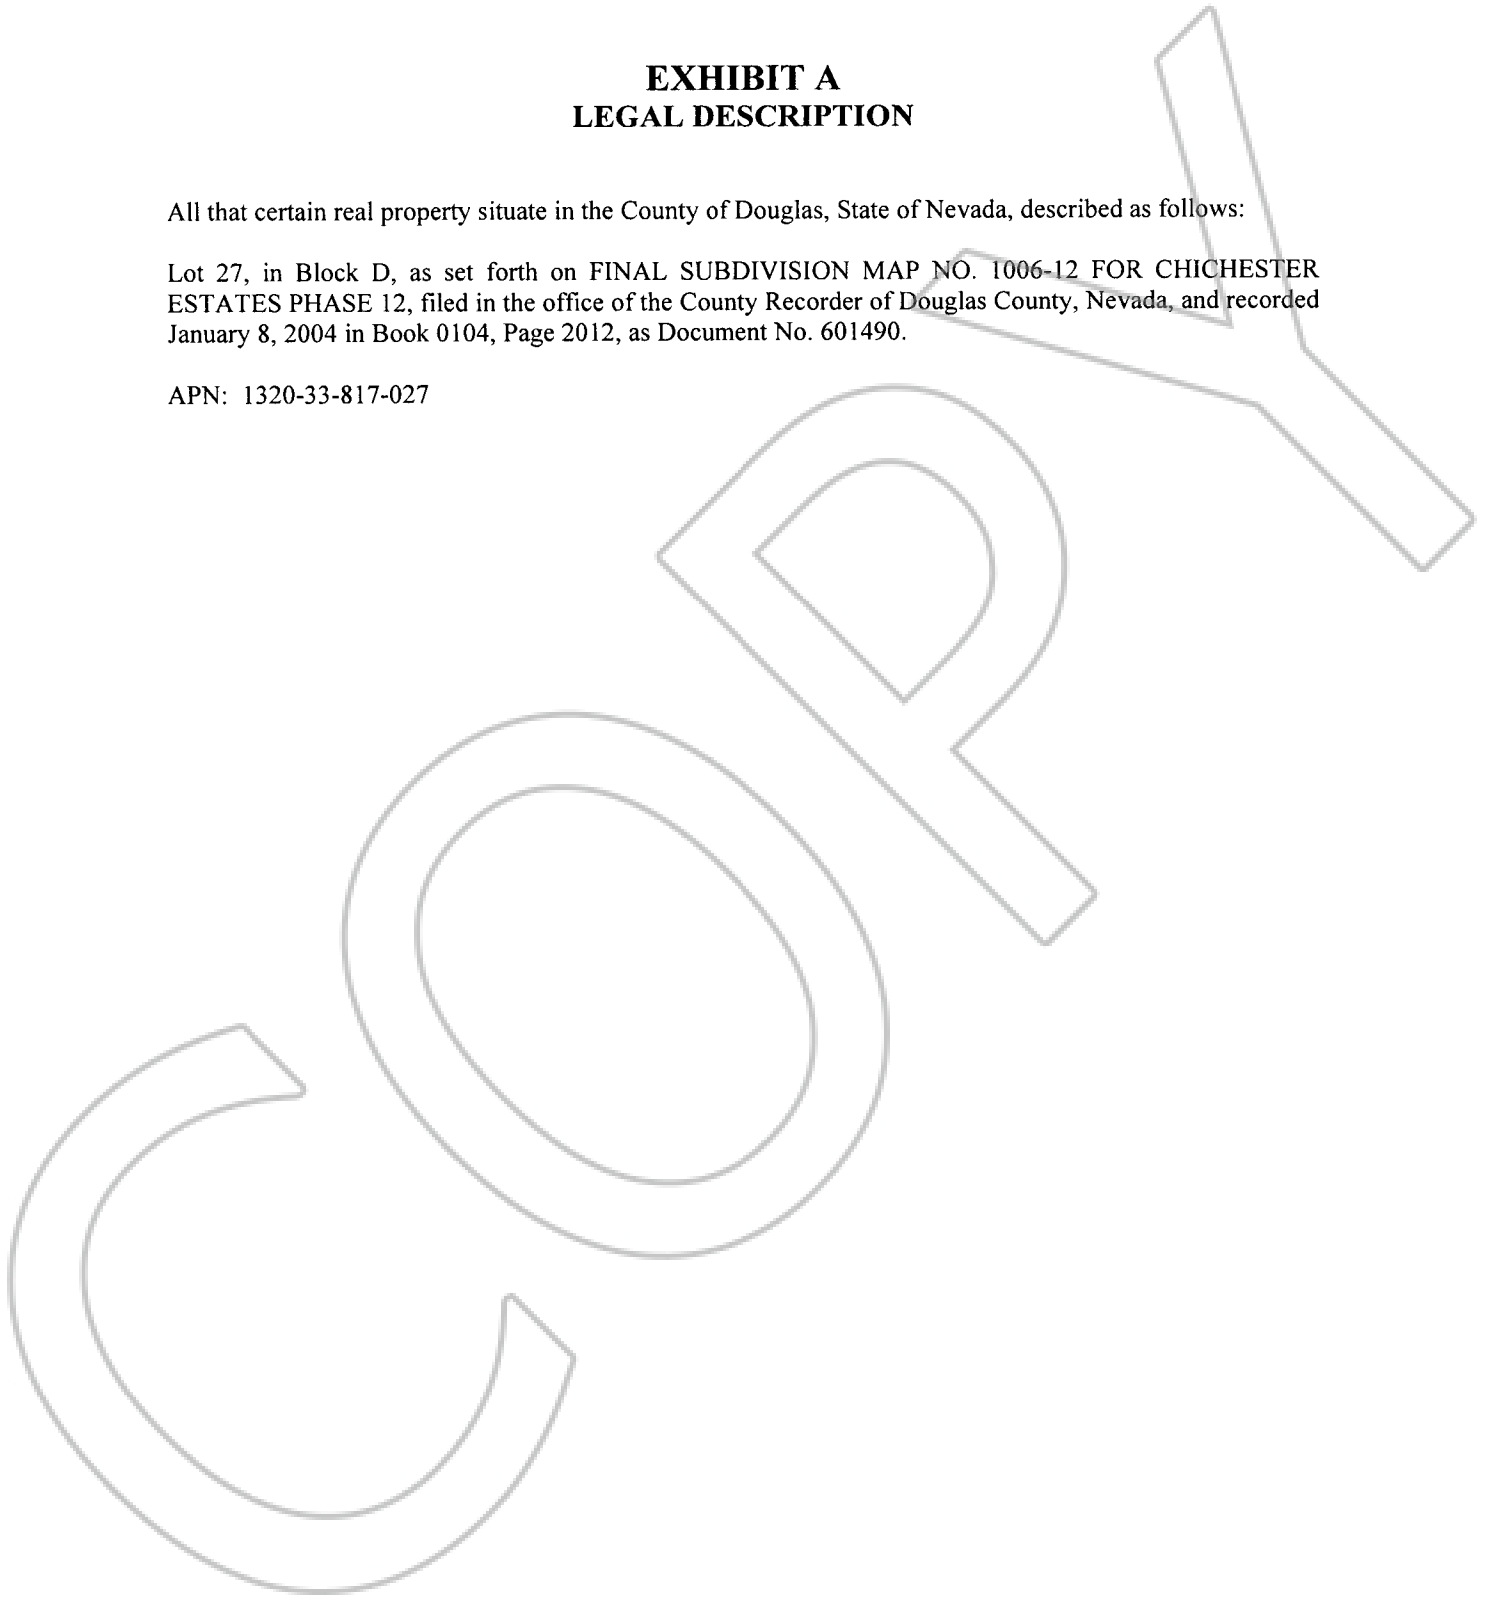 EXHIBIT A
LEGAL DESCRIPTION
All that certain real property situate in the County of Douglas, State of Nevada, described as follows:
Lot 27, in Block D, as set forth on FINAL SUBDIVISION MAP NO. 1006-12 FOR CHICHESTER
ESTATES PHASE 12, filed in the office of the County Recorder of Douglas County, Nevada, and recorded
January 8, 2004 in Book 0104, Page 2012, as Document No. 601490.
APN: 1320-33-817-027
COPY